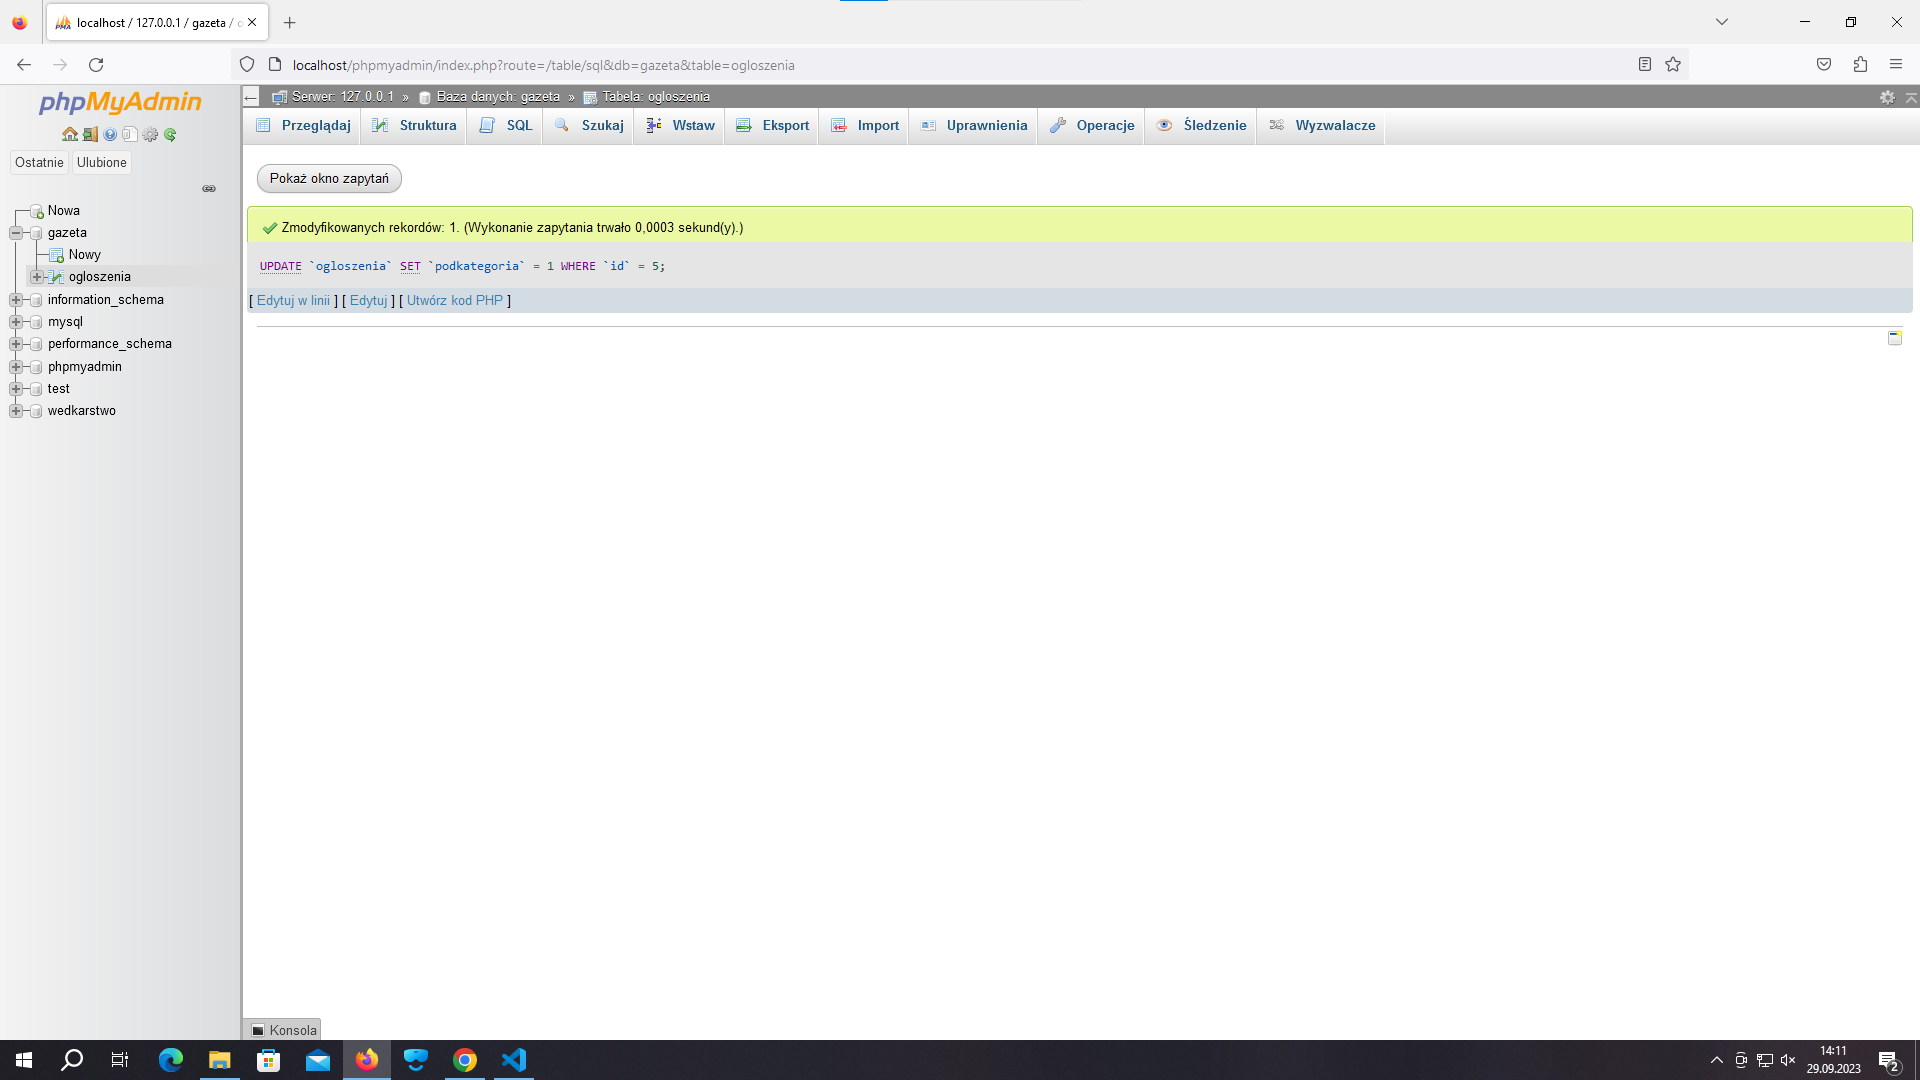 localhost / 127.0.0.1 / gazeta /
localhost/phpmyadmin/index.php?route=/table/sql&db=gazeta&table=ogloszenia
phpMyAdmin
Ostatnie Ulubione
Nowa
gazeta
Nowy
ogloszenia
information_schema
mysql
performance_schema
phpmyadmin
test
wedkarstwo
Serwer: 127.0.0.1 » Baza danych: gazeta » Tabela: ogloszenia
Przeglądaj Struktura SQL Szukaj Wstaw Eksport Import Uprawnienia Operacje Śledzenie Wyzwalacze
Pokaż okno zapytań
Zmodyfikowanych rekordów: 1. (Wykonanie zapytania trwało 0,0003 sekund(y).)
UPDATE `ogloszenia` SET `podkategoria` = 1 WHERE `id` = 5;
[ Edytuj w linii ] [ Edytuj ] [ Utwórz kod PHP ]
Konsola
14:11
29.09.2023
2